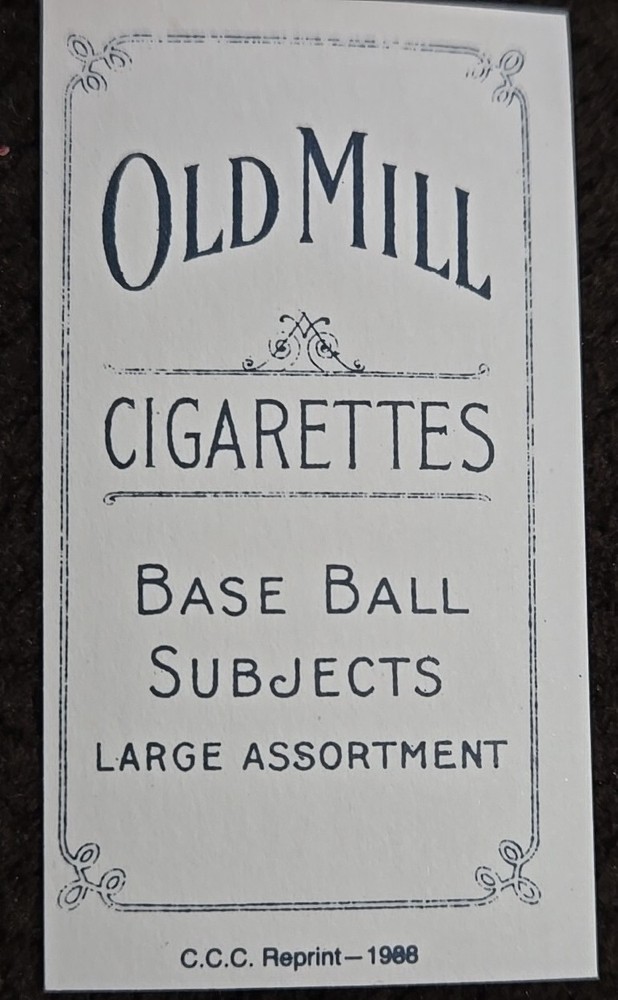 OLD MILL
CIGARETTES
BASE BALL
SUBJECTS
LARGE ASSORTMENT
C.C.C. Reprint—1988